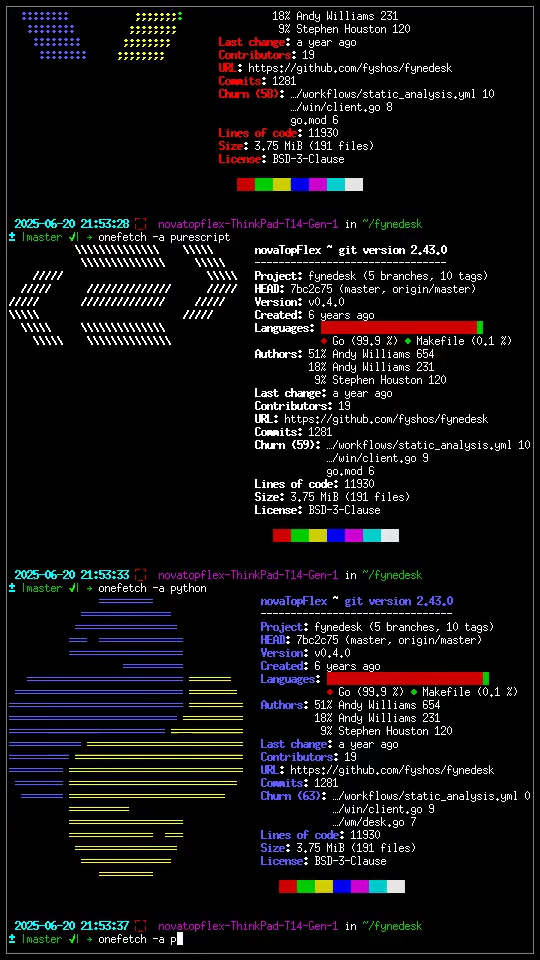 18% Andy Williams 231
9% Stephen Houston 120
Last change: a year ago
Contributors: 19
URL: https://github.com/fyshos/fynedesk
Commits: 1281
Churn (58): …/workflows/static_analysis.yml 10
…/win/client.go 8
go.mod 6
Lines of code: 11930
Size: 3.75 MiB (191 files)
License: BSD-3-Clause
2025-06-20 21:53:28 novatopflex-ThinkPad-T14-Gen-1 in ~/fynedesk
± |master ✓| → onefetch -a purescript
novaTopFlex ~ git version 2.43.0
--------------------------------
Project: fynedesk (5 branches, 10 tags)
HEAD: 7bc2c75 (master, origin/master)
Version: v0.4.0
Created: 6 years ago
Languages:
● Go (99.9 %) ● Makefile (0.1 %)
Authors: 51% Andy Williams 654
18% Andy Williams 231
9% Stephen Houston 120
Last change: a year ago
Contributors: 19
URL: https://github.com/fyshos/fynedesk
Commits: 1281
Churn (59): …/workflows/static_analysis.yml 10
…/win/client.go 9
go.mod 6
Lines of code: 11930
Size: 3.75 MiB (191 files)
License: BSD-3-Clause
2025-06-20 21:53:33 novatopflex-ThinkPad-T14-Gen-1 in ~/fynedesk
± |master ✓| → onefetch -a python
novaTopFlex ~ git version 2.43.0
--------------------------------
Project: fynedesk (5 branches, 10 tags)
HEAD: 7bc2c75 (master, origin/master)
Version: v0.4.0
Created: 6 years ago
Languages:
● Go (99.9 %) ● Makefile (0.1 %)
Authors: 51% Andy Williams 654
18% Andy Williams 231
9% Stephen Houston 120
Last change: a year ago
Contributors: 19
URL: https://github.com/fyshos/fynedesk
Commits: 1281
Churn (63): …/workflows/static_analysis.yml 0
…/win/client.go 9
…/wm/desk.go 7
Lines of code: 11930
Size: 3.75 MiB (191 files)
License: BSD-3-Clause
2025-06-20 21:53:37 novatopflex-ThinkPad-T14-Gen-1 in ~/fynedesk
± |master ✓| → onefetch -a p